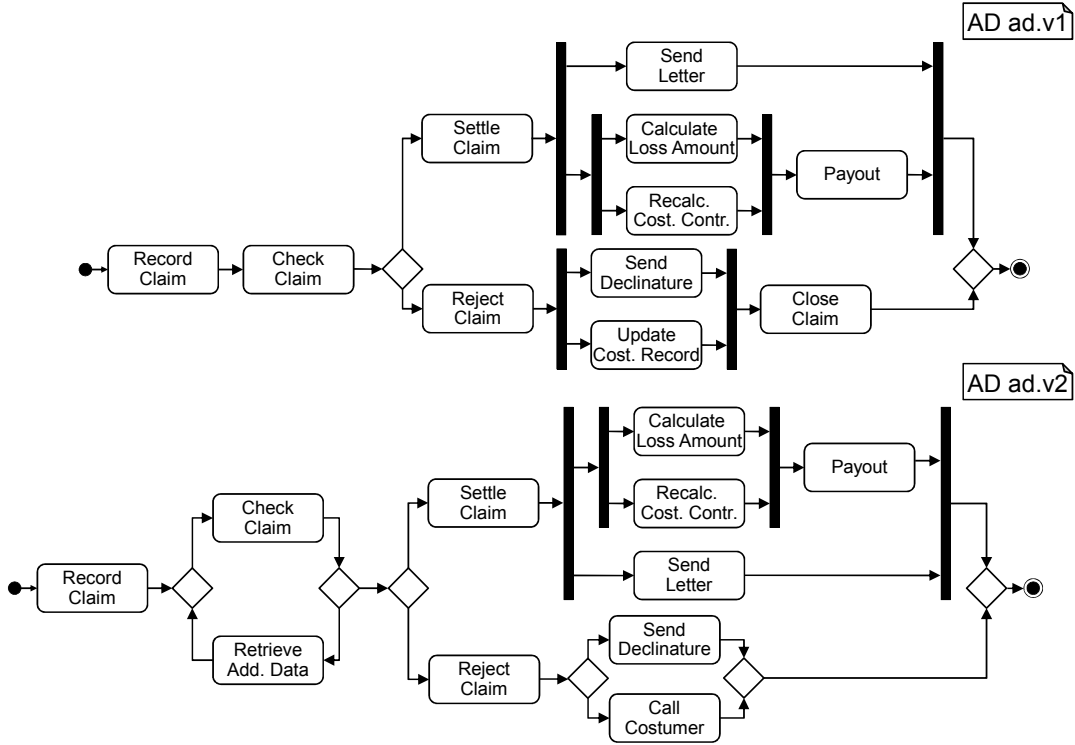 AD ad.v1
Send
Letter
Settle
Claim
Calculate
Loss Amount
Payout
Recalc.
Cost. Contr.
Record
Claim
Check
Claim
Send
Declinature
Reject
Claim
Close
Claim
Update
Cost. Record
AD ad.v2
Calculate
Loss Amount
Payout
Settle
Claim
Recalc.
Cost. Contr.
Check
Claim
Record
Claim
Send
Letter
Retrieve
Add. Data
Send
Declinature
Reject
Claim
Call
Costumer